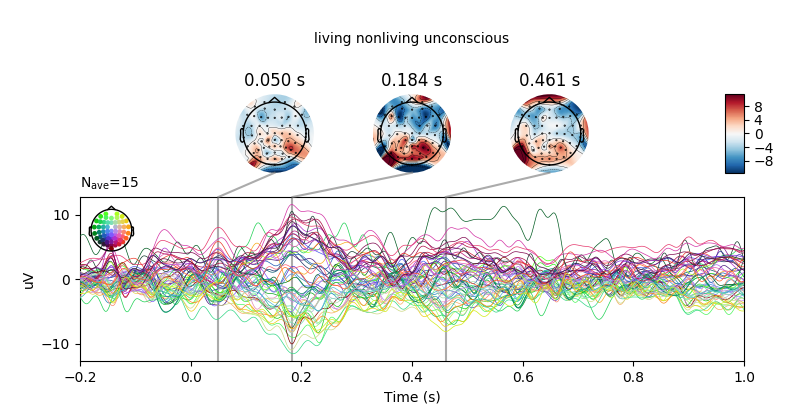 living nonliving unconscious
0.050 s 0.184 s 0.461 s
8
4
0
−4
−8
Nave=15
10
0
−10
uV
−0.2 0.0 0.2 0.4 0.6 0.8 1.0
Time (s)